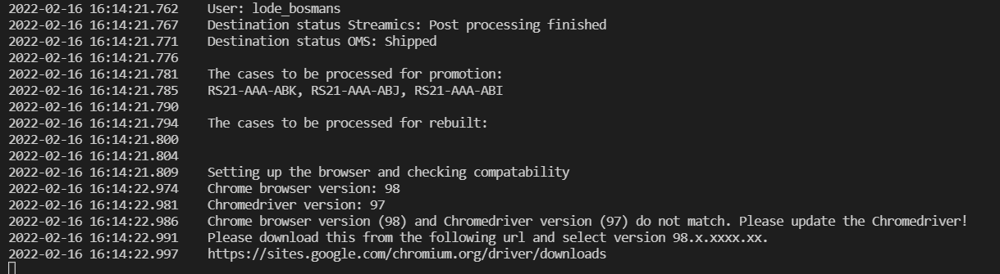 2022-02-16 16:14:21.762 User: lode_bosmans
2022-02-16 16:14:21.767 Destination status Streamics: Post processing finished
2022-02-16 16:14:21.771 Destination status OMS: Shipped
2022-02-16 16:14:21.776
2022-02-16 16:14:21.781 The cases to be processed for promotion:
2022-02-16 16:14:21.785 RS21-AAA-ABK, RS21-AAA-ABJ, RS21-AAA-ABI
2022-02-16 16:14:21.790
2022-02-16 16:14:21.794 The cases to be processed for rebuilt:
2022-02-16 16:14:21.800
2022-02-16 16:14:21.804
2022-02-16 16:14:21.809 Setting up the browser and checking compatability
2022-02-16 16:14:22.974 Chrome browser version: 98
2022-02-16 16:14:22.981 Chromedriver version: 97
2022-02-16 16:14:22.986 Chrome browser version (98) and Chromedriver version (97) do not match. Please update the Chromedriver!
2022-02-16 16:14:22.991 Please download this from the following url and select version 98.x.xxxx.xx.
2022-02-16 16:14:22.997 https://sites.google.com/chromium.org/driver/downloads